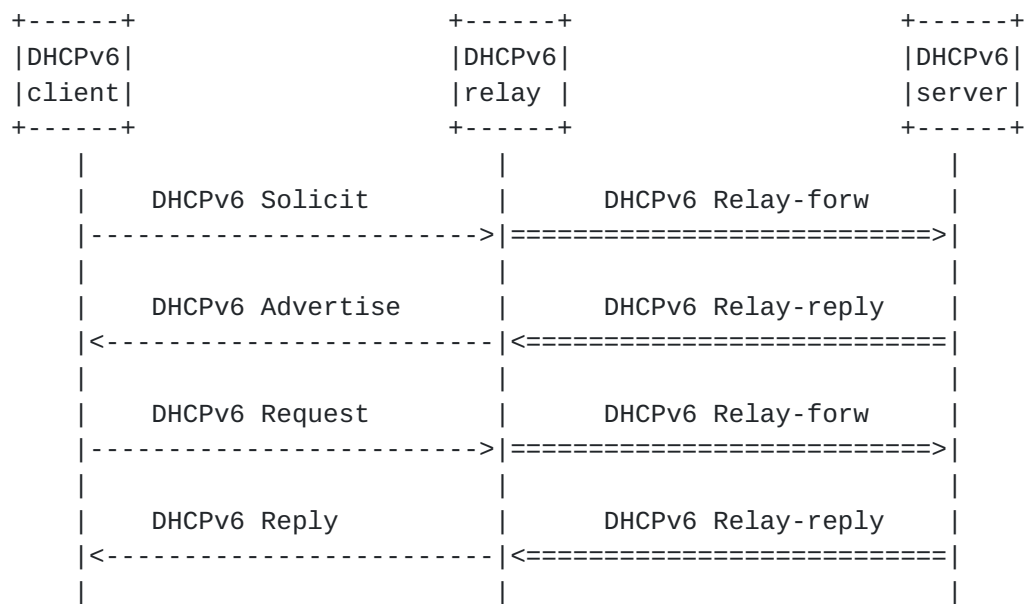 +------+                    +------+                     +------+
|DHCPv6|                    |DHCPv6|                     |DHCPv6|
|client|                    |relay |                     |server|
+------+                    +------+                     +------+
    |                          |                            |
    |    DHCPv6 Solicit        |      DHCPv6 Relay-forw     |
    |------------------------->|===========================>|
    |                          |                            |
    |    DHCPv6 Advertise      |      DHCPv6 Relay-reply    |
    |<-------------------------|<===========================|
    |                          |                            |
    |    DHCPv6 Request        |      DHCPv6 Relay-forw     |
    |------------------------->|===========================>|
    |                          |                            |
    |    DHCPv6 Reply          |      DHCPv6 Relay-reply    |
    |<-------------------------|<===========================|
    |                          |                            |